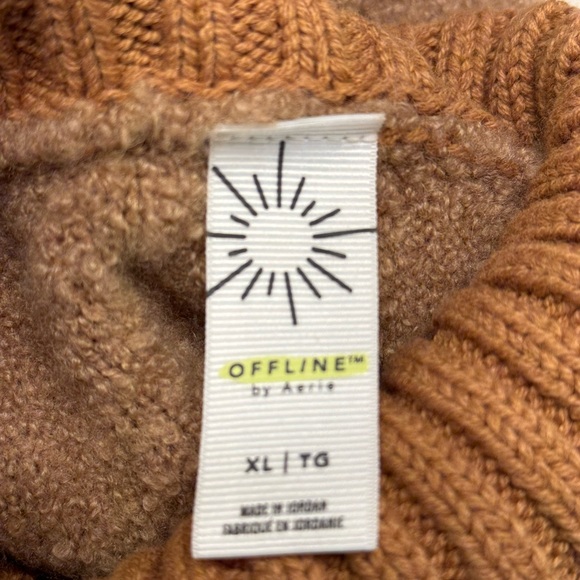 OFFLINE™
by Aerie
XL | TG
MADE IN JORDAN
FABRIQUÉ EN JORDANIE